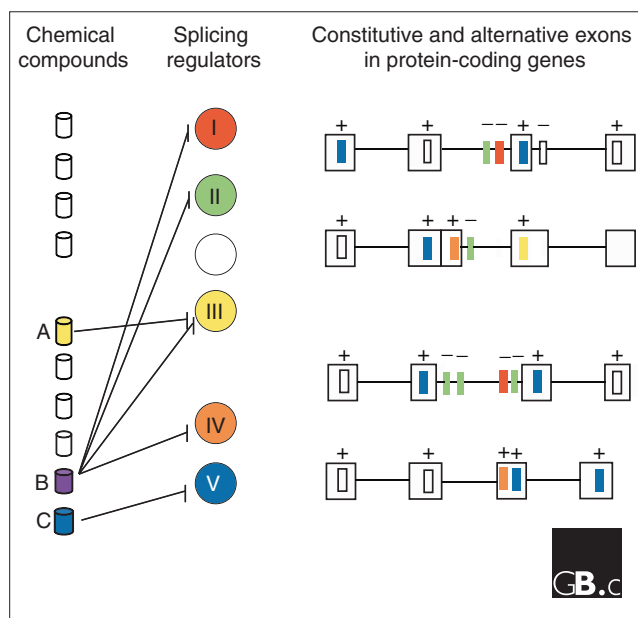 Chemical
compounds
Splicing
regulators
Constitutive and alternative exons
in protein-coding genes
I
II
III
IV
V
A
B
C
+ + – – + – +
+ + + – +
+ + – – – – + +
+ + + + +
GB.c